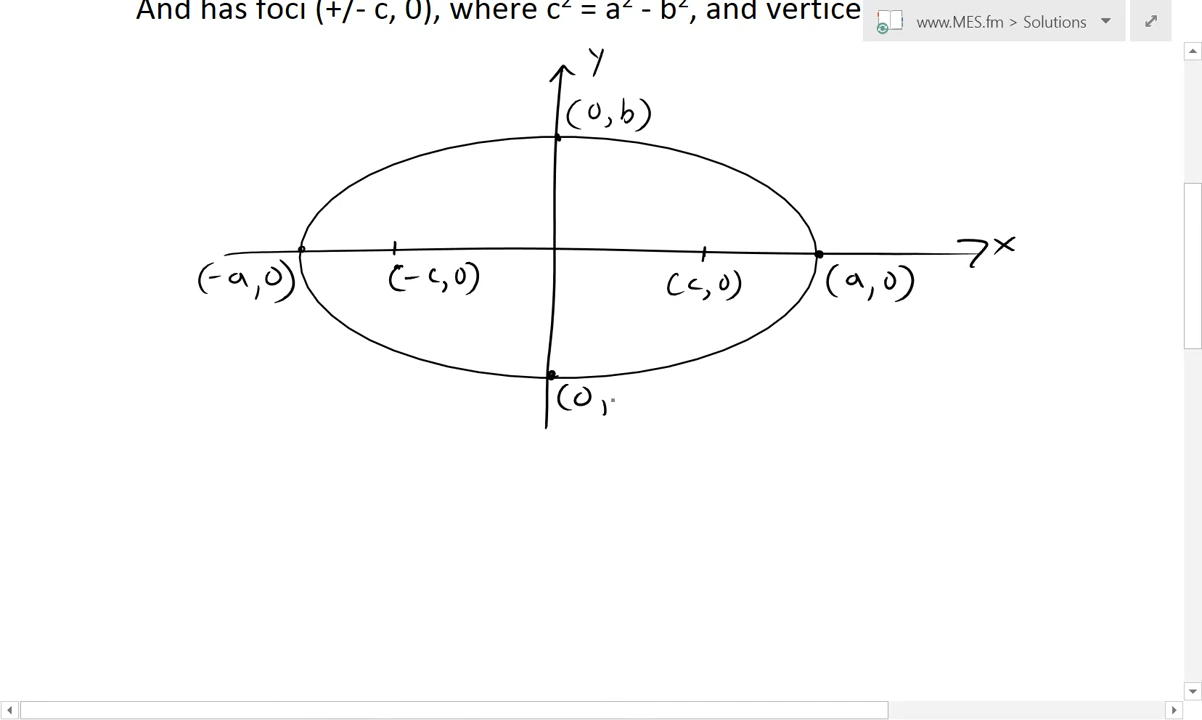 And has foci (+/- c, 0), where c² = a² - b², and vertice
www.MES.fm > Solutions
y
(0, b)
x
(-a, 0)
(-c, 0)
(c, 0)
(a, 0)
(0,